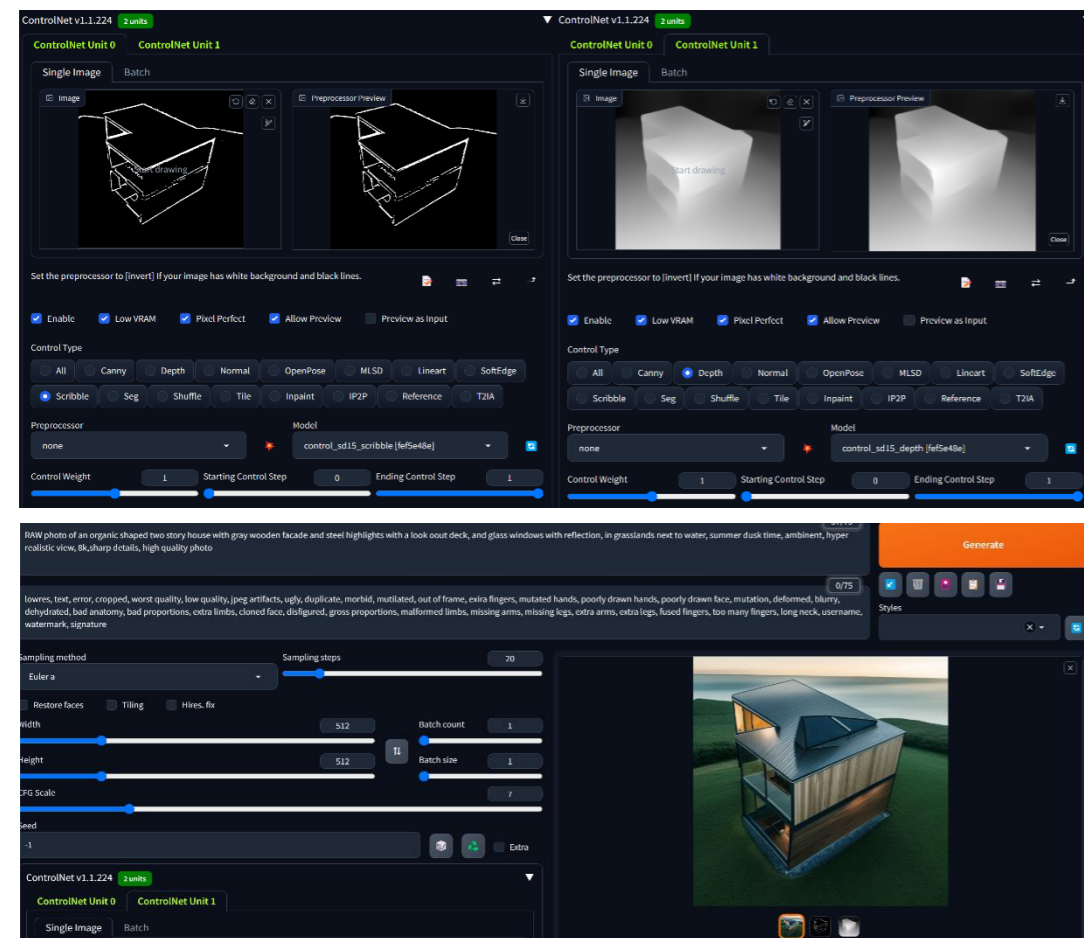 ControlNet v1.1.224 2 units
ControlNet Unit 0 ControlNet Unit 1
Single Image Batch
Image
Preprocessor Preview
Start drawing
Close
Set the preprocessor to [invert] If your image has white background and black lines.
Enable Low VRAM Pixel Perfect Allow Preview Preview as Input
Control Type
All Canny Depth Normal OpenPose MLSD Lineart SoftEdge
Scribble Seg Shuffle Tile Inpaint IP2P Reference T2IA
Preprocessor Model
none control_sd15_scribble [fef5e48e]
Control Weight 1 Starting Control Step 0 Ending Control Step 1
ControlNet v1.1.224 2 units
ControlNet Unit 0 ControlNet Unit 1
Single Image Batch
Image
Preprocessor Preview
Start drawing
Close
Set the preprocessor to [invert] If your image has white background and black lines.
Enable Low VRAM Pixel Perfect Allow Preview Preview as Input
Control Type
All Canny Depth Normal OpenPose MLSD Lineart SoftEdge
Scribble Seg Shuffle Tile Inpaint IP2P Reference T2IA
Preprocessor Model
none control_sd15_depth [fef5e48e]
Control Weight 1 Starting Control Step 0 Ending Control Step 1
RAW photo of an organic shaped two story house with gray wooden facade and steel highlights with a look oout deck, and glass windows with reflection, in grasslands next to water, summer dusk time, ambinent, hyper
realistic view, 8k,sharp details, high quality photo
Generate
0/75
lowres, text, error, cropped, worst quality, low quality, jpeg artifacts, ugly, duplicate, morbid, mutilated, out of frame, exira fingers, mutated hands, poorly drawn hands, poorly drawn face, mutation, deformed, blurry,
dehydrated, bad anatomy, bad proportions, extra limbs, cloned face, disfigured, gross proportions, malformed limbs, missing arms, missing legs, extra arms, extra legs, fused fingers, too many fingers, long neck, username,
watermark, signature
Styles
Sampling method Sampling steps 20
Euler a
Restore faces Tiling Hires. fix
Width 512 Batch count 1
Height 512 Batch size 1
CFG Scale 7
Seed
-1
Extra
ControlNet v1.1.224 2 units
ControlNet Unit 0 ControlNet Unit 1
Single Image Batch